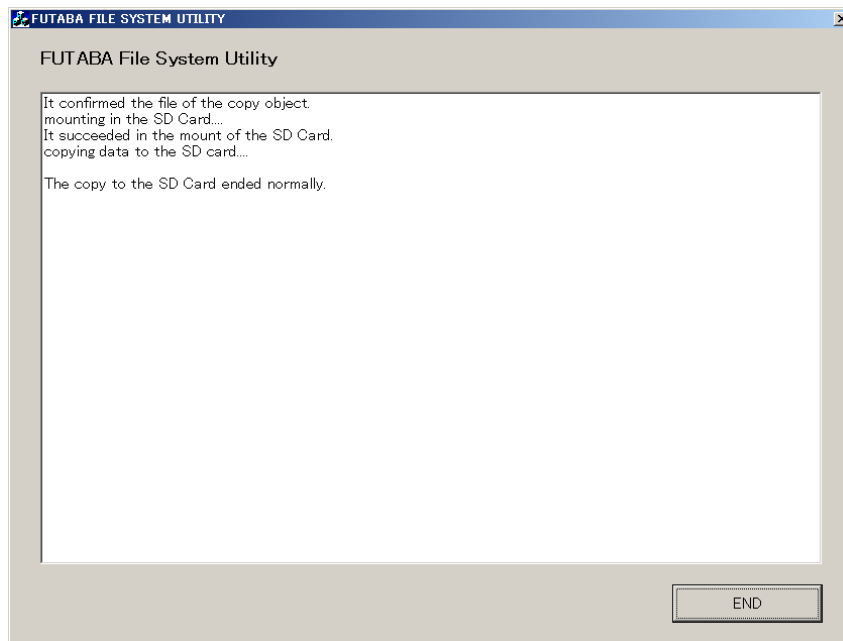 FUTABA FILE SYSTEM UTILITY
FUTABA File System Utility
It confirmed the file of the copy object.
mounting in the SD Card....
It succeeded in the mount of the SD Card.
copying data to the SD card....
The copy to the SD Card ended normally.
END